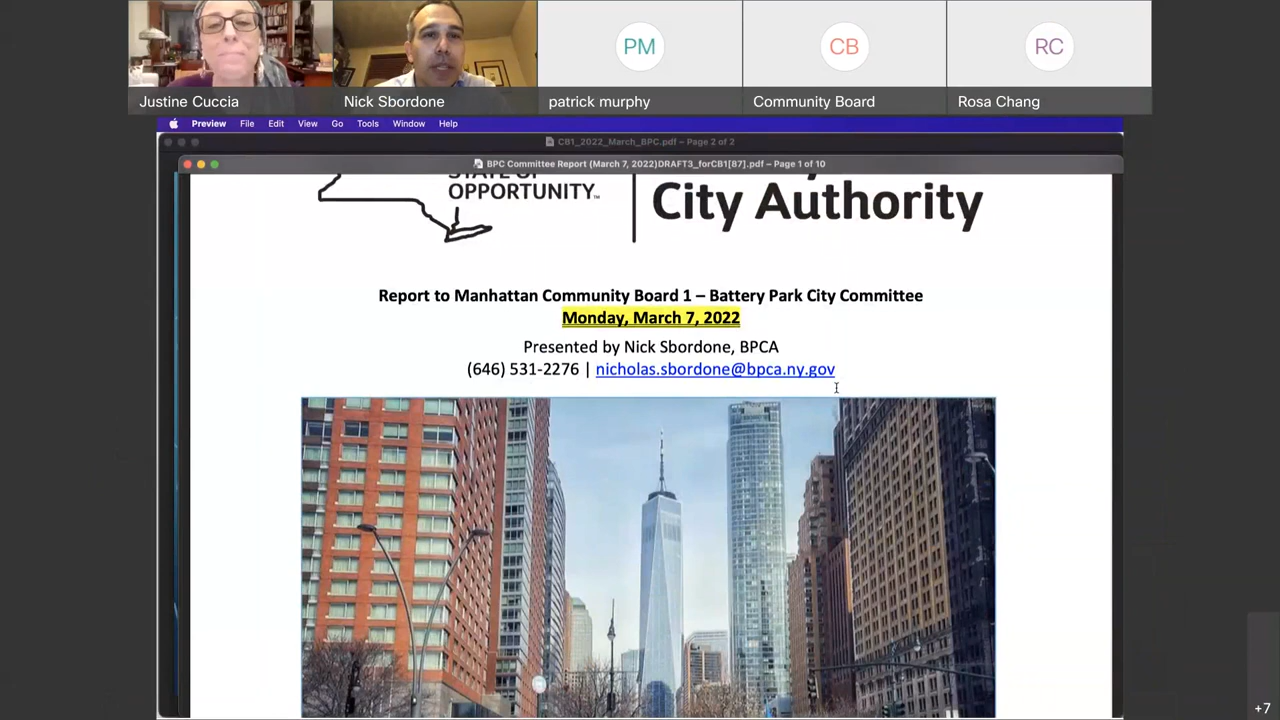 PM
CB
RC
Justine Cuccia
Nick Sbordone
patrick murphy
Community Board
Rosa Chang
Preview File Edit View Go Tools Window Help
CB1_2022_March_BPC.pdf – Page 2 of 2
BPC Committee Report (March 7, 2022)DRAFT3_forCB1[87].pdf – Page 1 of 10
STATE OF
OPPORTUNITY™
City Authority
Report to Manhattan Community Board 1 – Battery Park City Committee
Monday, March 7, 2022
Presented by Nick Sbordone, BPCA
(646) 531-2276 | nicholas.sbordone@bpca.ny.gov
+7